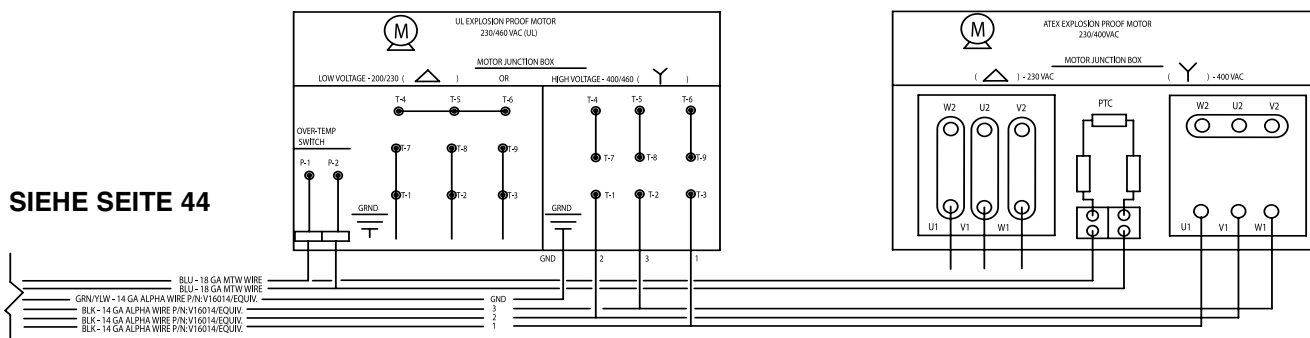 M
UL EXPLOSION PROOF MOTOR
230/460 VAC (UL)
MOTOR JUNCTION BOX
LOW VOLTAGE - 200/230 ( ) OR HIGH VOLTAGE - 400/460 ( )
T-4 T-5 T-6
T-4 T-5 T-6
OVER-TEMP
SWITCH
P-1 P-2
T-7 T-8 T-9
T-7 T-8 T-9
T-1 T-2 T-3
T-1 T-2 T-3
GRND
GRND
GND 2 3 1
M
ATEX EXPLOSION PROOF MOTOR
230/400VAC
MOTOR JUNCTION BOX
( ) - 230 VAC ( ) - 400 VAC
W2 U2 V2
PTC
W2 U2 V2
U1 V1 W1
U1 V1 W1
SIEHE SEITE 44
BLU - 18 GA MTW WIRE
BLU - 18 GA MTW WIRE
GRN/YLW - 14 GA ALPHA WIRE P/N: V16014/EQUIV. GND
BLK - 14 GA ALPHA WIRE P/N: V16014/EQUIV. 3
BLK - 14 GA ALPHA WIRE P/N: V16014/EQUIV. 2
BLK - 14 GA ALPHA WIRE P/N: V16014/EQUIV. 1